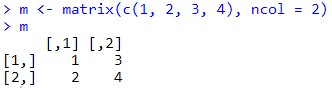 > m <- matrix(c(1, 2, 3, 4), ncol = 2)
> m
     [,1] [,2]
[1,]    1    3
[2,]    2    4